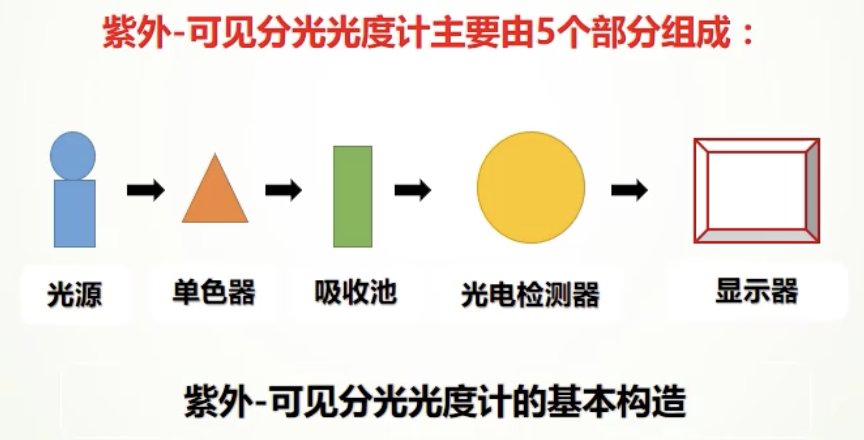 紫外-可见分光光度计主要由5个部分组成：
光源
单色器
吸收池
光电检测器
显示器
紫外-可见分光光度计的基本构造